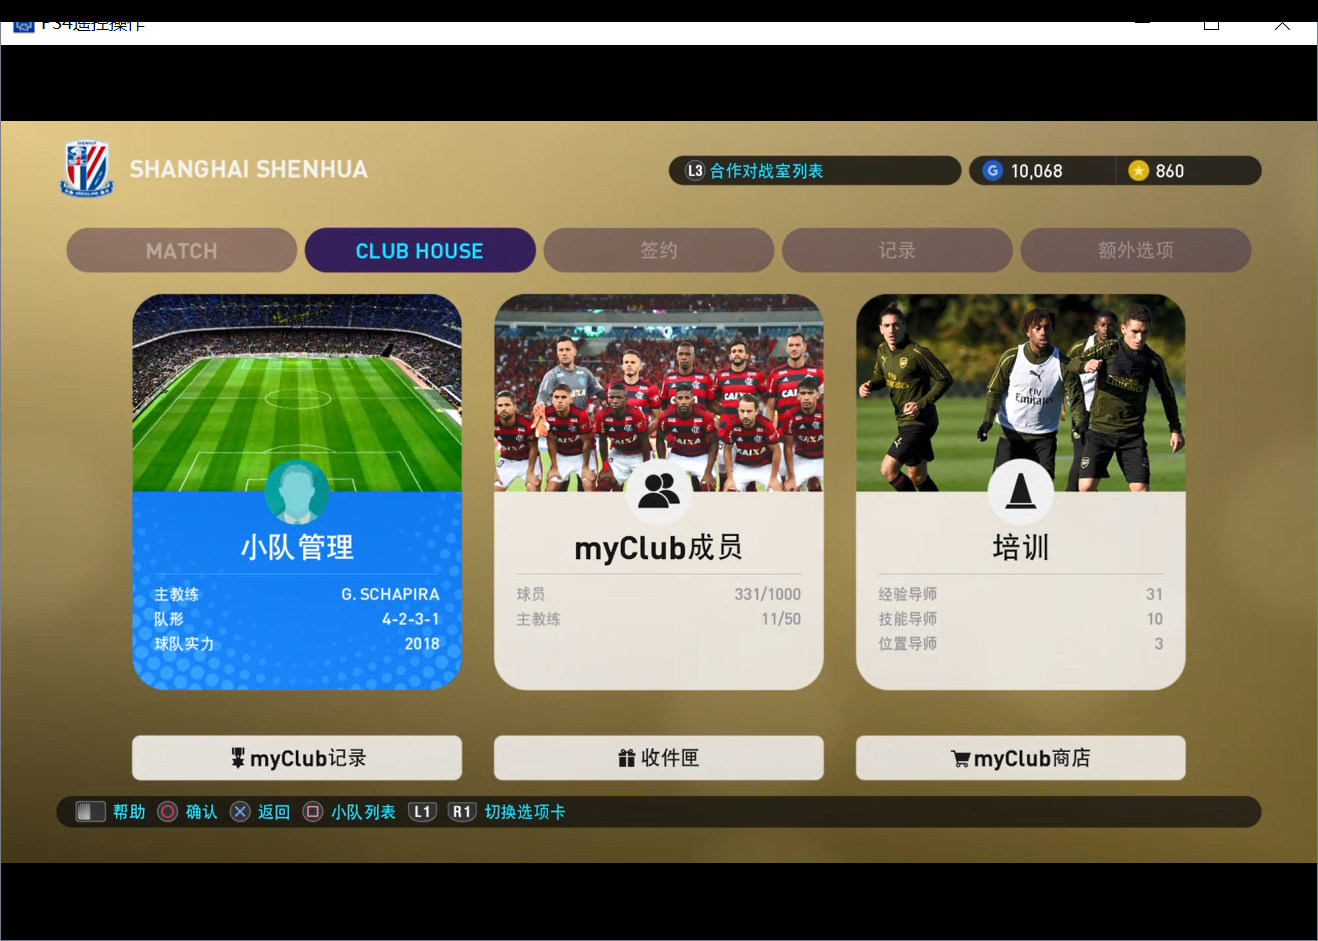 PS4遥控操作
SHANGHAI SHENHUA
L3 合作对战室列表
G 10,068
860
MATCH
CLUB HOUSE
签约
记录
额外选项
小队管理
主教练 G. SCHAPIRA
队形 4-2-3-1
球队实力 2018
CAIXA
myClub成员
球员 331/1000
主教练 11/50
Fly Emirates
培训
经验导师 31
技能导师 10
位置导师 3
myClub记录
收件匣
myClub商店
帮助 确认 返回 小队列表 L1 R1 切换选项卡